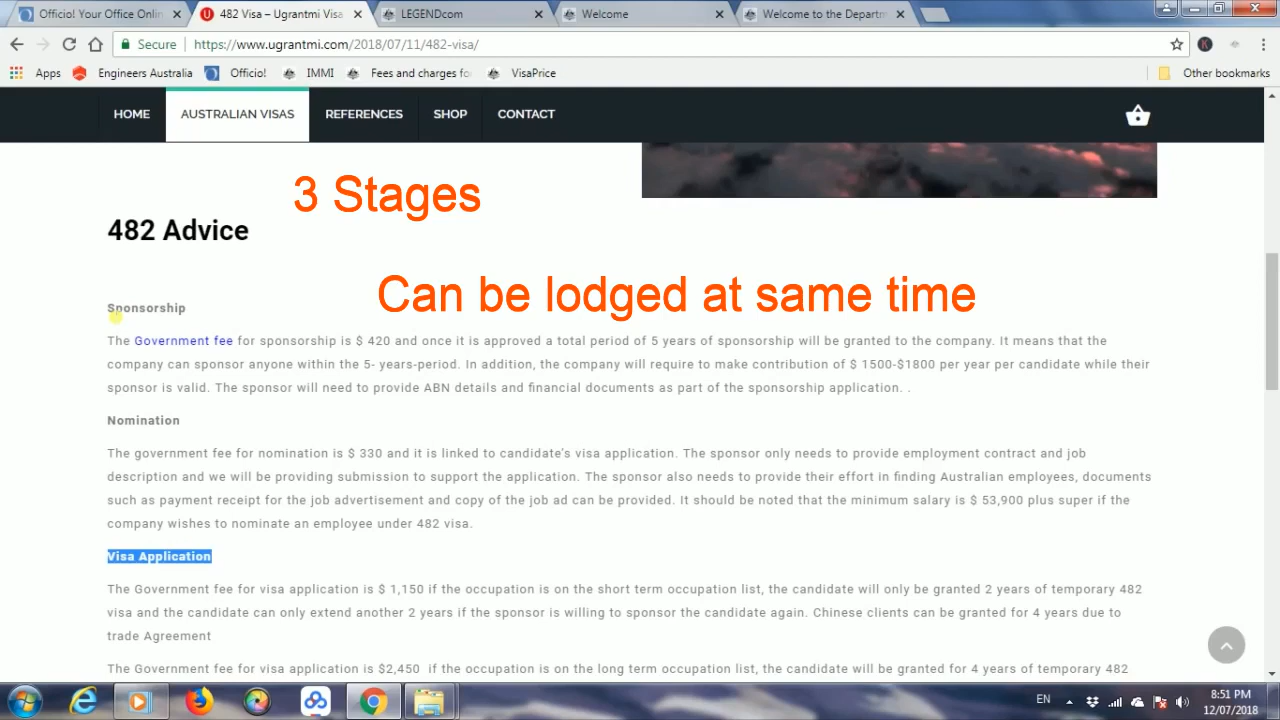 Officio! Your Office Onlin
482 Visa – Ugrantmi Visa
LEGENDcom
Welcome
Welcome to the Departm
Secure
https://www.ugrantmi.com/2018/07/11/482-visa/
Apps
Engineers Australia
Officio!
IMMI
Fees and charges fo
VisaPrice
Other bookmarks
HOME
AUSTRALIAN VISAS
REFERENCES
SHOP
CONTACT
3 Stages
482 Advice
Can be lodged at same time
Sponsorship
The Government fee for sponsorship is $ 420 and once it is approved a total period of 5 years of sponsorship will be granted to the company. It means that the
company can sponsor anyone within the 5- years-period. In addition, the company will require to make contribution of $ 1500-$1800 per year per candidate while their
sponsor is valid. The sponsor will need to provide ABN details and financial documents as part of the sponsorship application. .
Nomination
The government fee for nomination is $ 330 and it is linked to candidate's visa application. The sponsor only needs to provide employment contract and job
description and we will be providing submission to support the application. The sponsor also needs to provide their effort in finding Australian employees, documents
such as payment receipt for the job advertisement and copy of the job ad can be provided. It should be noted that the minimum salary is $ 53,900 plus super if the
company wishes to nominate an employee under 482 visa.
Visa Application
The Government fee for visa application is $ 1,150 if the occupation is on the short term occupation list, the candidate will only be granted 2 years of temporary 482
visa and the candidate can only extend another 2 years if the sponsor is willing to sponsor the candidate again. Chinese clients can be granted for 4 years due to
trade Agreement
The Government fee for visa application is $2,450 if the occupation is on the long term occupation list, the candidate will be granted for 4 years of temporary 482
EN
8:51 PM
12/07/2018